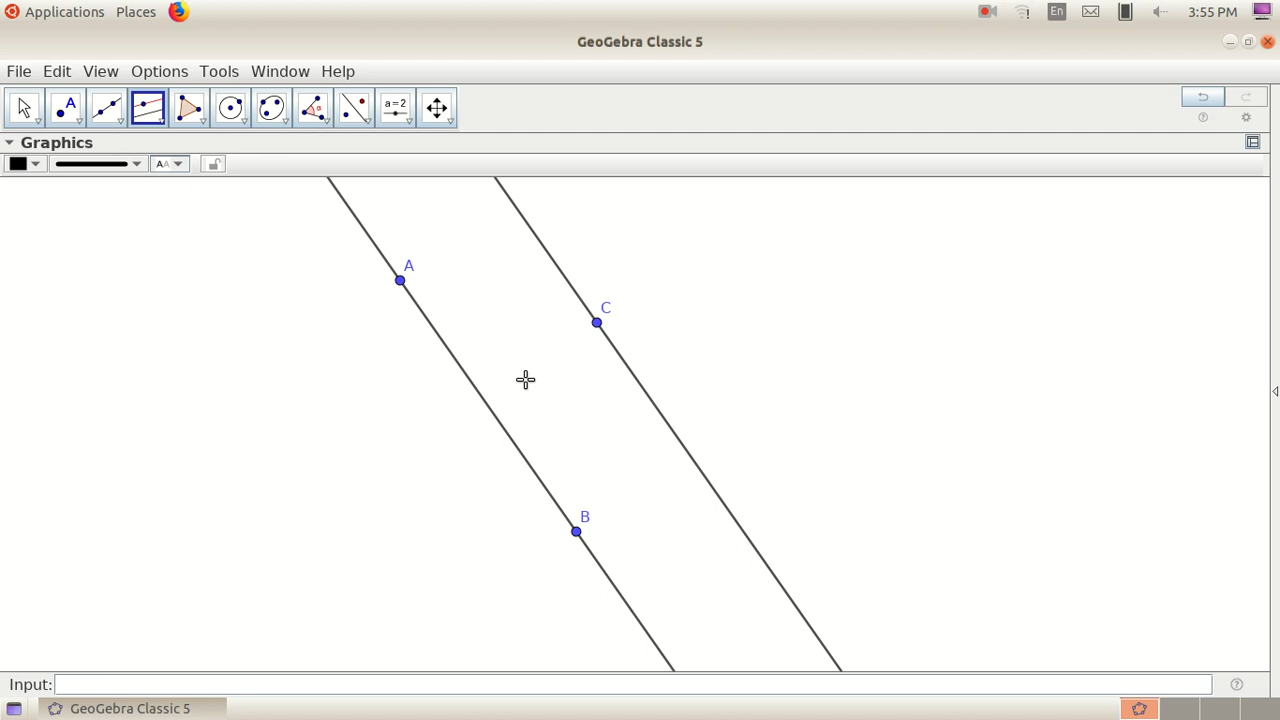 Applications Places En 3:55 PM
GeoGebra Classic 5
File Edit View Options Tools Window Help
A α a=2
Graphics
AA
A
C
B
Input:
GeoGebra Classic 5